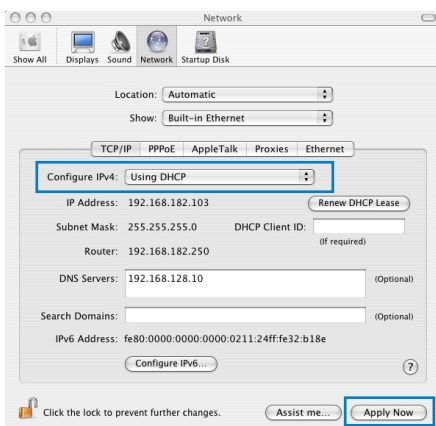 Network
Show All Displays Sound Network Startup Disk
Location: Automatic
Show: Built-in Ethernet
TCP/IP PPPoE AppleTalk Proxies Ethernet
Configure IPv4: Using DHCP
IP Address: 192.168.182.103 Renew DHCP Lease
Subnet Mask: 255.255.255.0 DHCP Client ID:
(If required)
Router: 192.168.182.250
DNS Servers: 192.168.128.10 (Optional)
Search Domains: (Optional)
IPv6 Address: fe80:0000:0000:0000:0211:24ff:fe32:b18e
Configure IPv6...
?
Click the lock to prevent further changes. Assist me... Apply Now